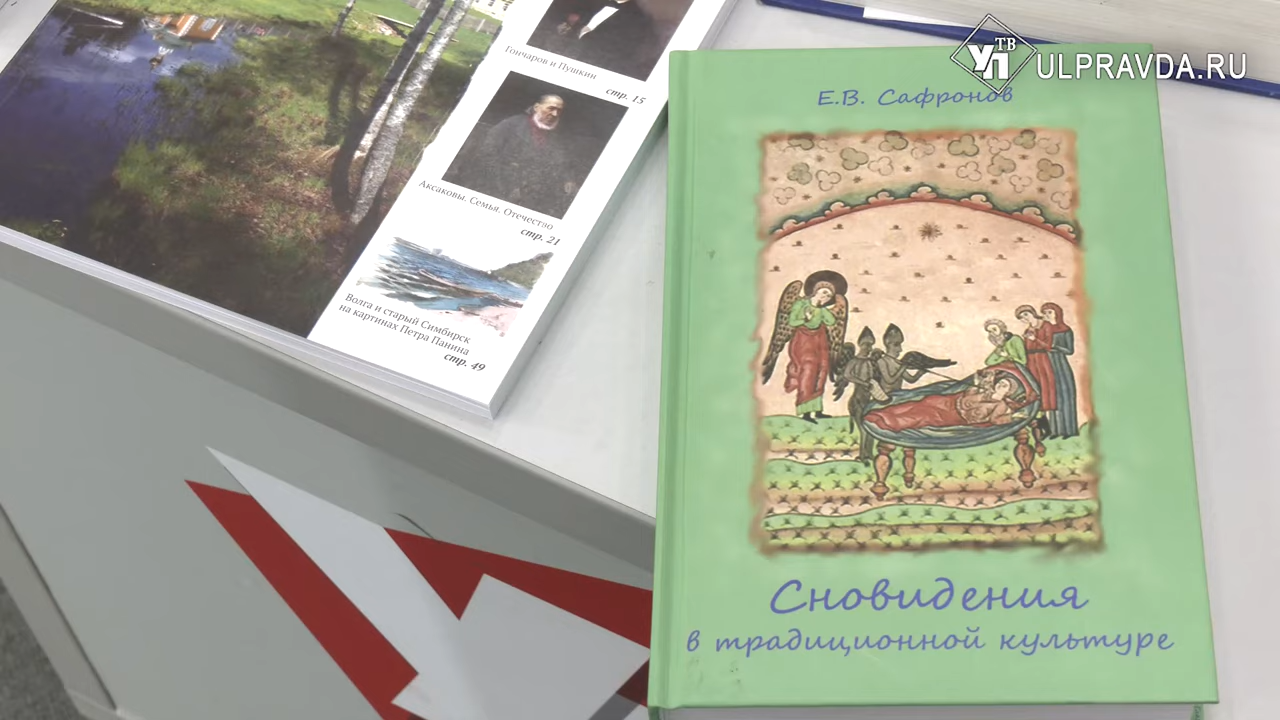 Гончаров и Пушкин
стр. 15
Аксаковы. Семья. Отечество
стр. 21
Волга и старый Симбирск
на картинах Петра Панина
стр. 49
УП ТВ
ULPRAVDA.RU
Е.В. Сафронов
Сновидения
в традиционной культуре